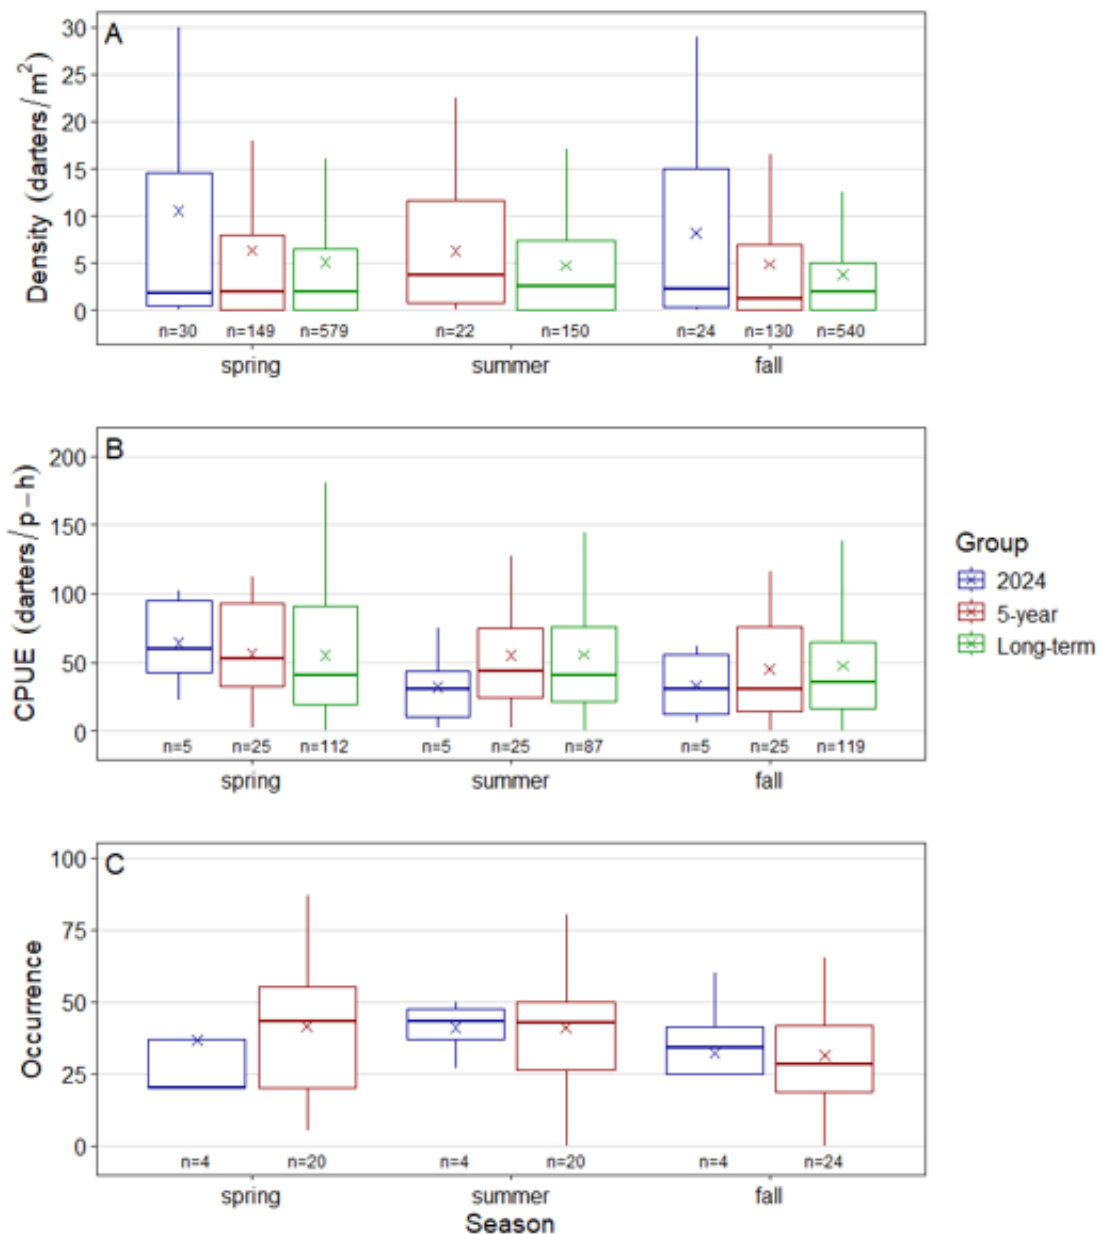 A
Density (darters/m²)
30
25
20
15
10
5
0
n=30 n=149 n=579 n=22 n=150 n=24 n=130 n=540
spring summer fall
B
CPUE (darters/p−h)
200
150
100
50
0
n=5 n=25 n=112 n=5 n=25 n=87 n=5 n=25 n=119
spring summer fall
Group
2024
5-year
Long-term
C
Occurrence
100
75
50
25
0
n=4 n=20 n=4 n=20 n=4 n=24
spring summer fall
Season